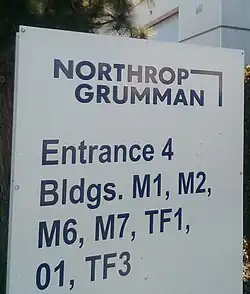 NORTHROP
GRUMMAN
Entrance 4
Bldgs. M1, M2,
M6, M7, TF1,
01, TF3